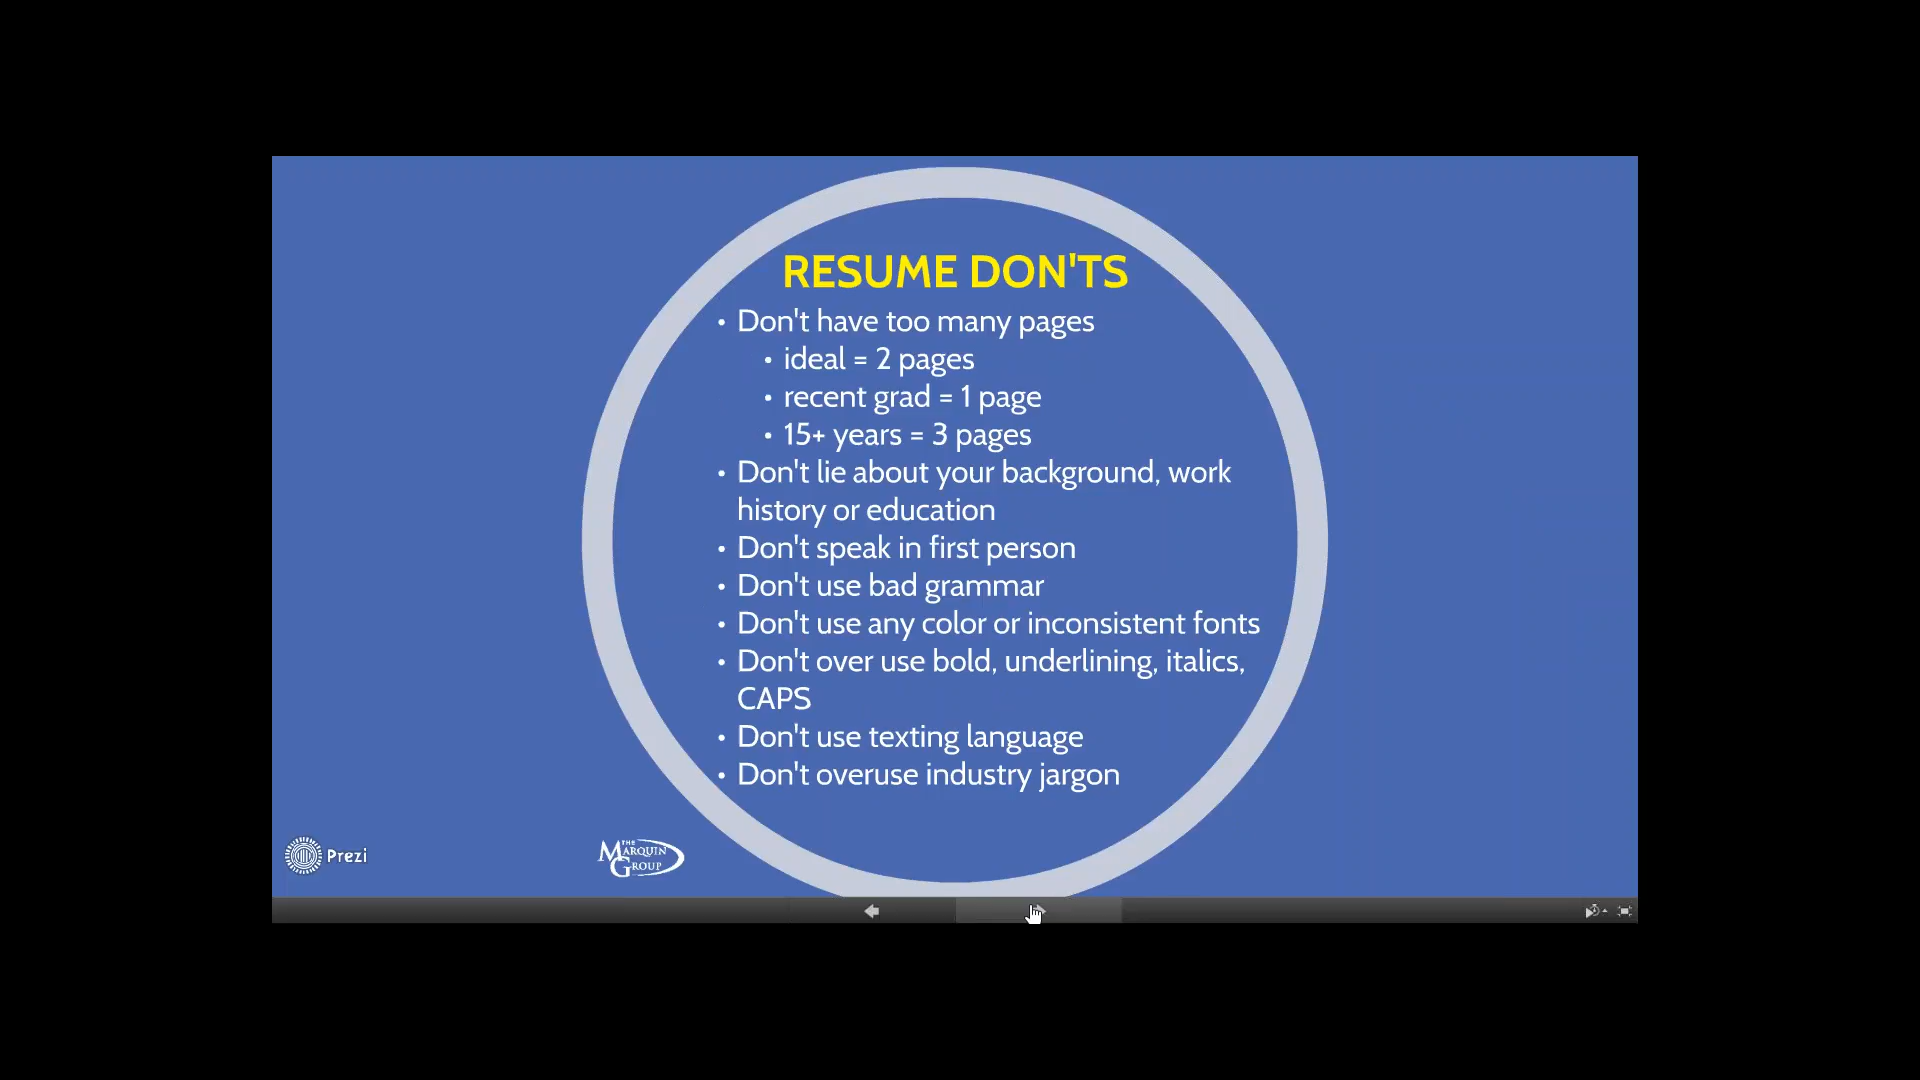 RESUME DON'TS
• Don't have too many pages
• ideal = 2 pages
• recent grad = 1 page
• 15+ years = 3 pages
• Don't lie about your background, work
history or education
• Don't speak in first person
• Don't use bad grammar
• Don't use any color or inconsistent fonts
• Don't over use bold, underlining, italics,
CAPS
• Don't use texting language
• Don't overuse industry jargon
Prezi
THE
MARQUIN
GROUP